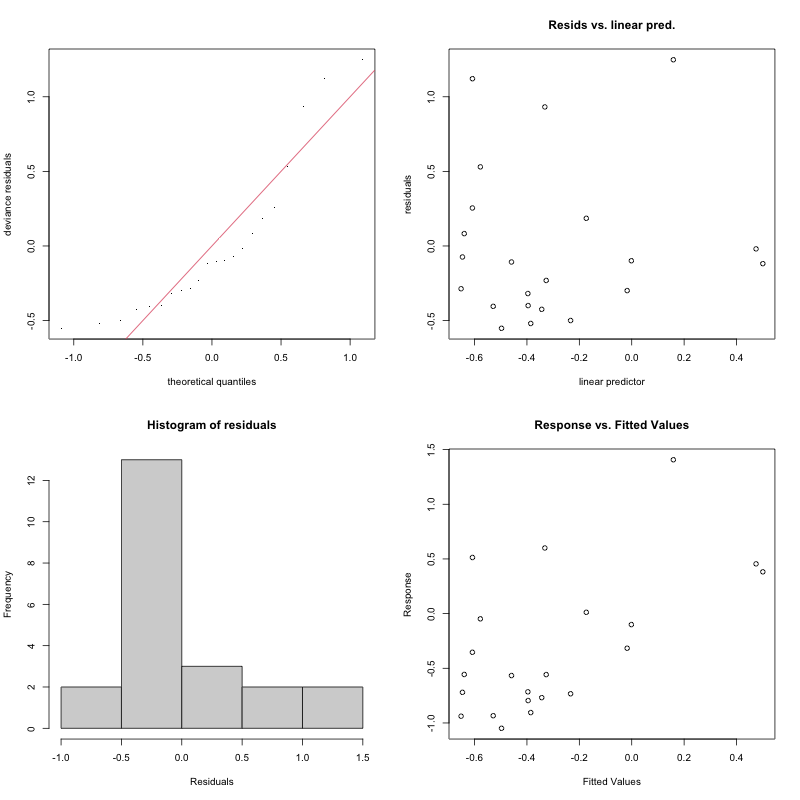 deviance residuals
1.0
0.5
0.0
-0.5
-1.0 -0.5 0.0 0.5 1.0
theoretical quantiles
Resids vs. linear pred.
residuals
1.0
0.5
0.0
-0.5
-0.6 -0.4 -0.2 0.0 0.2 0.4
linear predictor
Histogram of residuals
Frequency
12
10
8
6
4
2
0
-1.0 -0.5 0.0 0.5 1.0 1.5
Residuals
Response vs. Fitted Values
Response
1.5
1.0
0.5
0.0
-0.5
-1.0
-0.6 -0.4 -0.2 0.0 0.2 0.4
Fitted Values